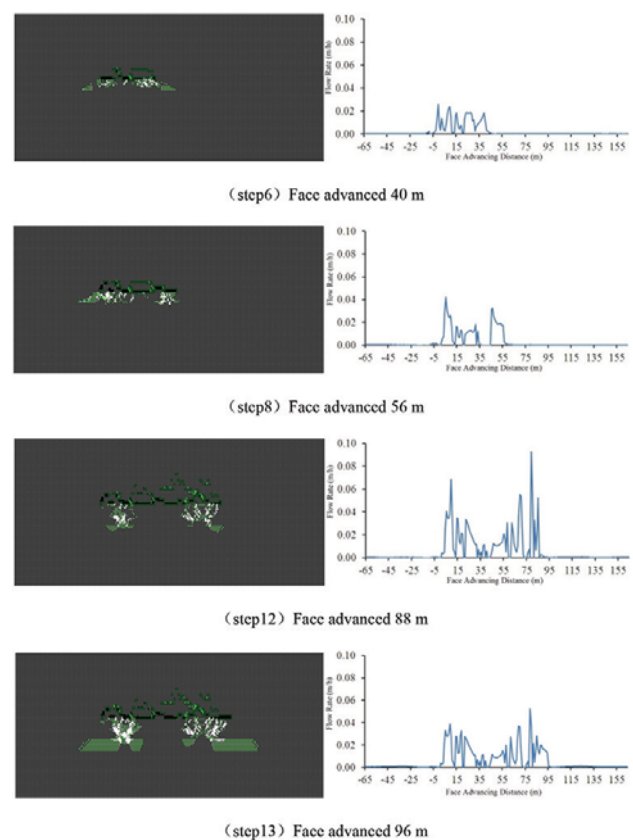 0.10
0.08
0.06
0.04
0.02
0.00
Flow Rate (m/h)
-65 -45 -25 -5 15 35 55 75 95 115 135 155
Face Advancing Distance (m)
（step6）Face advanced 40 m
0.10
0.08
0.06
0.04
0.02
0.00
Flow Rate (m/h)
-65 -45 -25 -5 15 35 55 75 95 115 135 155
Face Advancing Distance (m)
（step8）Face advanced 56 m
0.10
0.08
0.06
0.04
0.02
0.00
Flow Rate (m/h)
-65 -45 -25 -5 15 35 55 75 95 115 135 155
Face Advancing Distance (m)
（step12）Face advanced 88 m
0.10
0.08
0.06
0.04
0.02
0.00
Flow Rate (m/h)
-65 -45 -25 -5 15 35 55 75 95 115 135 155
Face Advancing Distance (m)
（step13）Face advanced 96 m